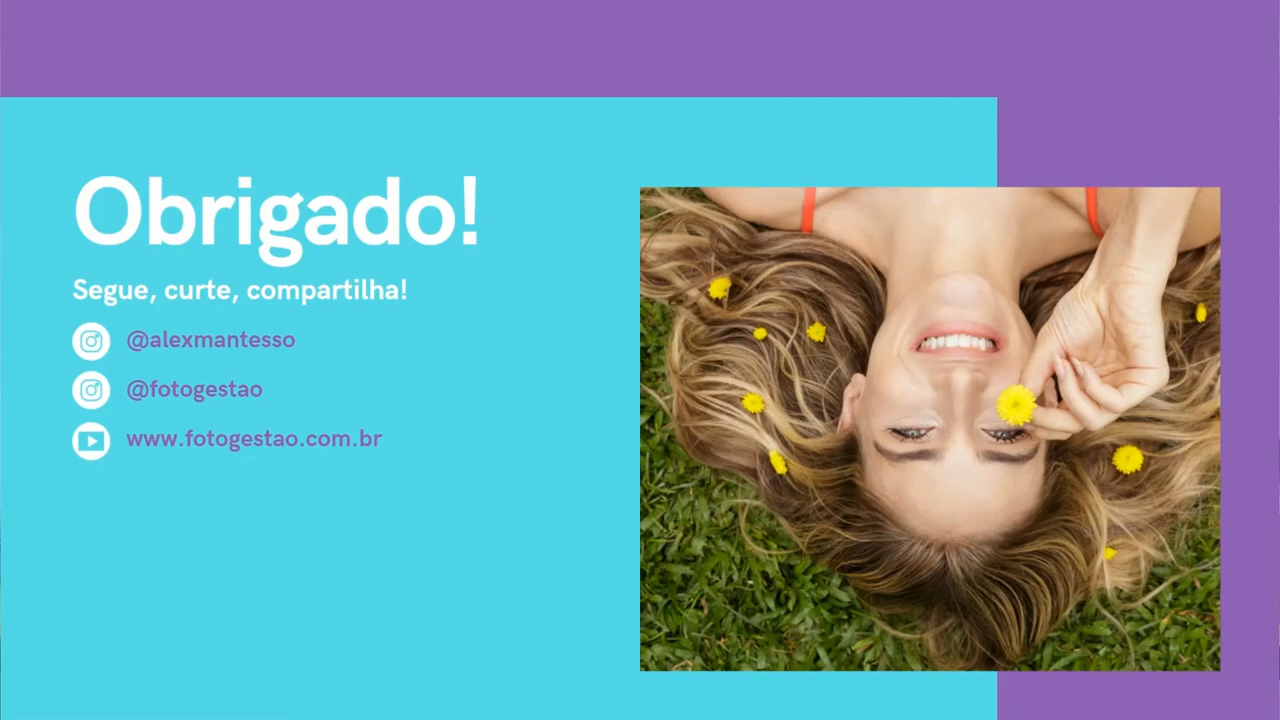 Obrigado!
Segue, curte, compartilha!
@alexmantesso
@fotogestao
www.fotogestao.com.br